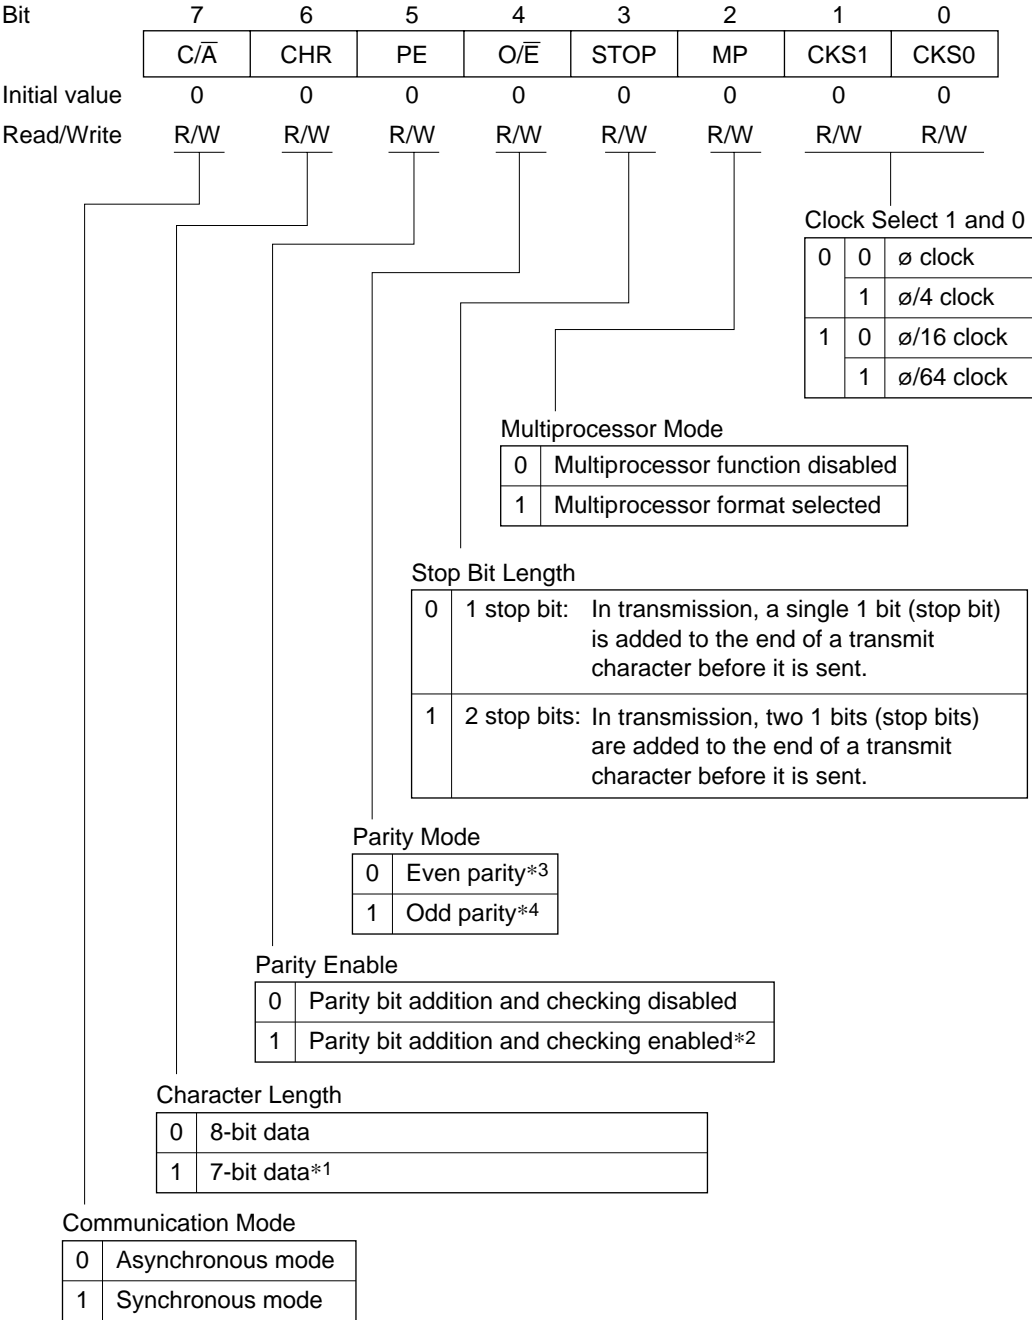 Bit 7 6 5 4 3 2 1 0
C/A̅ CHR PE O/E̅ STOP MP CKS1 CKS0
Initial value 0 0 0 0 0 0 0 0
Read/Write R/W R/W R/W R/W R/W R/W R/W R/W
Clock Select 1 and 0
0 0 ø clock
1 ø/4 clock
1 0 ø/16 clock
1 ø/64 clock
Multiprocessor Mode
0 Multiprocessor function disabled
1 Multiprocessor format selected
Stop Bit Length
0 1 stop bit: In transmission, a single 1 bit (stop bit)
is added to the end of a transmit
character before it is sent.
1 2 stop bits: In transmission, two 1 bits (stop bits)
are added to the end of a transmit
character before it is sent.
Parity Mode
0 Even parity*3
1 Odd parity*4
Parity Enable
0 Parity bit addition and checking disabled
1 Parity bit addition and checking enabled*2
Character Length
0 8-bit data
1 7-bit data*1
Communication Mode
0 Asynchronous mode
1 Synchronous mode